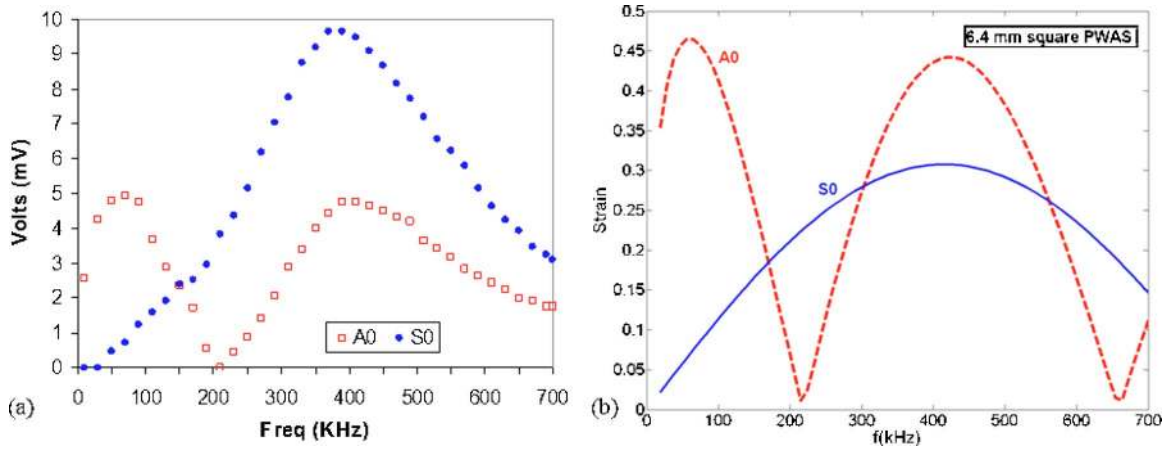 10
9
8
7
6
5
4
3
2
1
0
Volts (mV)
A0 S0
0 100 200 300 400 500 600 700
Freq (KHz)
(a)
0.5
0.45
0.4
0.35
0.3
0.25
0.2
0.15
0.1
0.05
0
Strain
6.4 mm square PWAS
A0
S0
0 100 200 300 400 500 600 700
f(kHz)
(b)